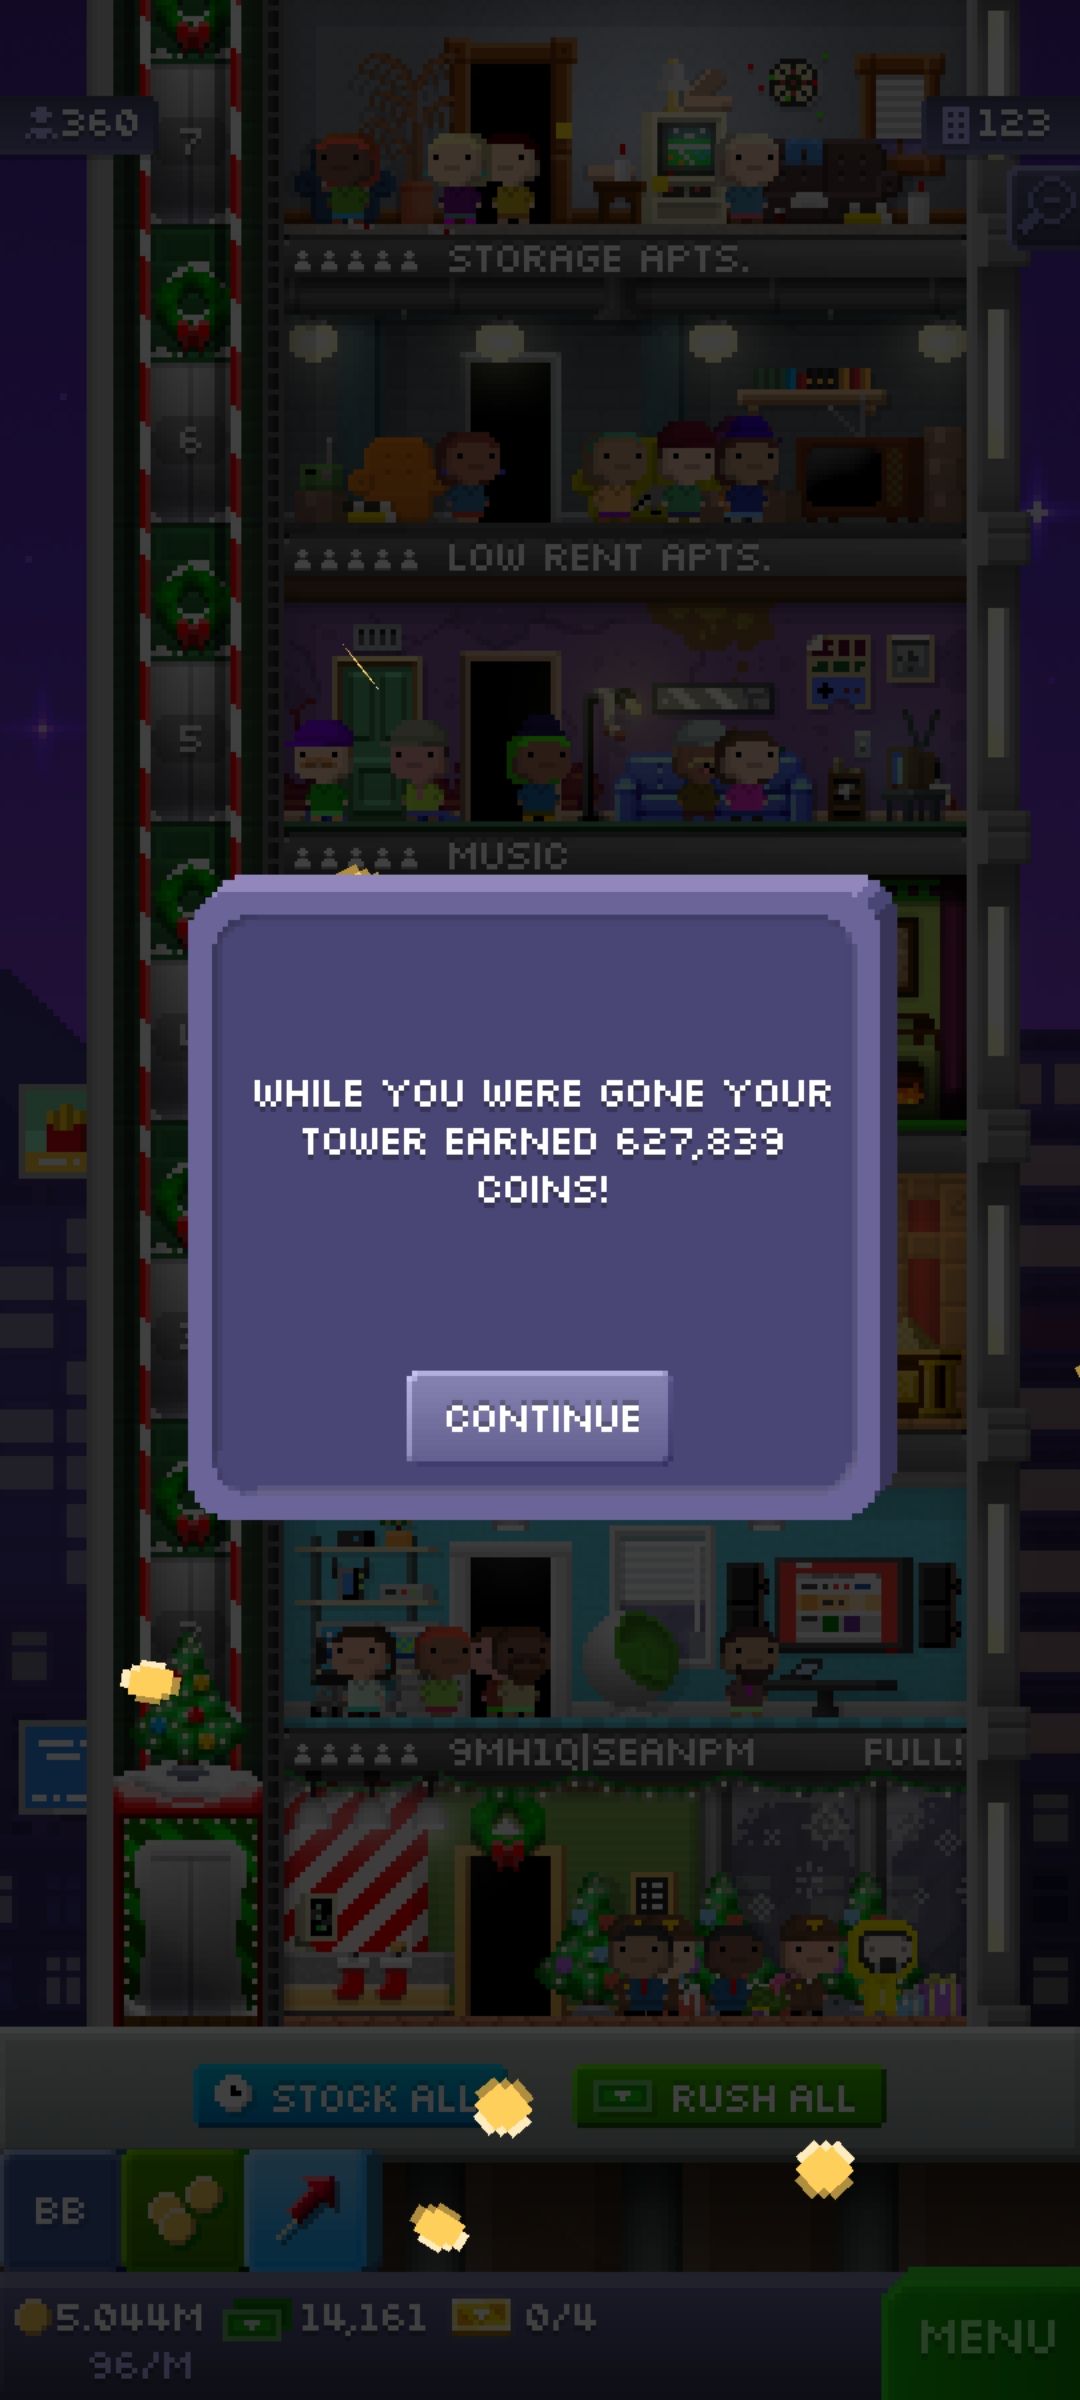 7
360
123
STORAGE APTS.
6
LOW RENT APTS.
5
MUSIC
WHILE YOU WERE GONE YOUR
TOWER EARNED 627,839
COINS!
CONTINUE
9MH1Q|SEANPM FULL!
STOCK ALL
RUSH ALL
BB
5.044M 14,161 0/4
96/M
MENU